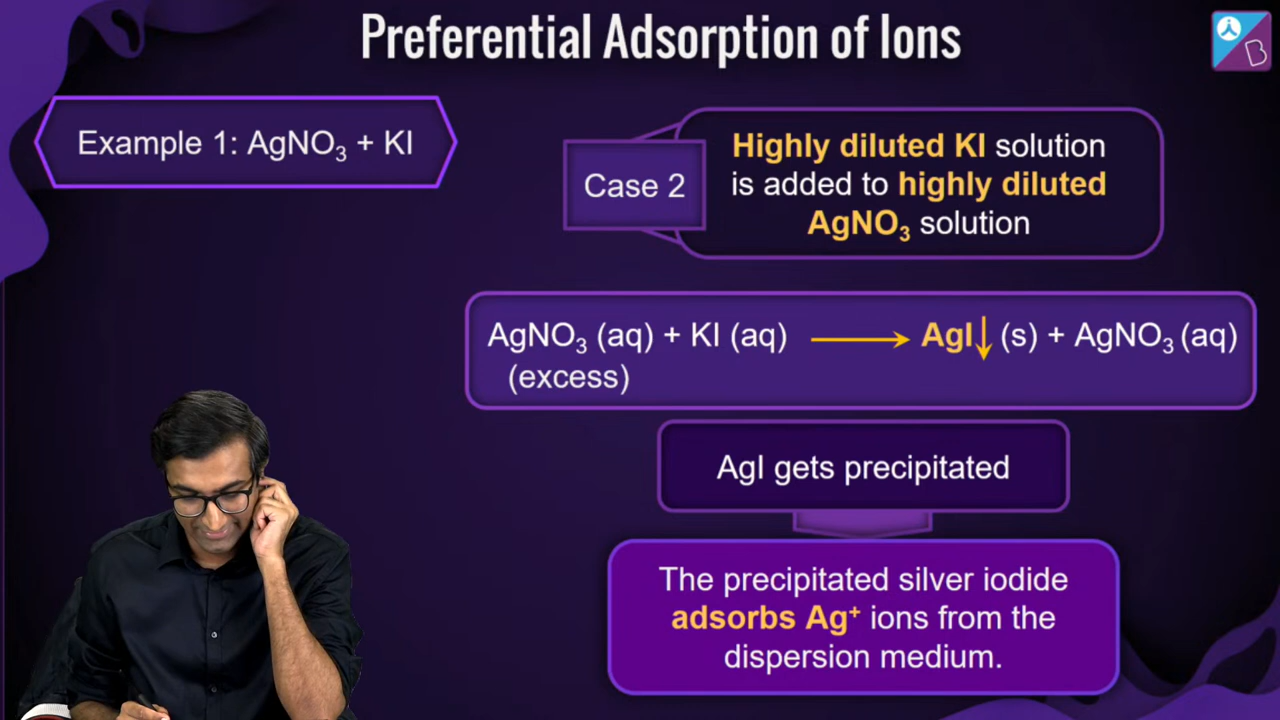 Preferential Adsorption of Ions
Example 1: AgNO₃ + KI
Case 2
Highly diluted KI solution
is added to highly diluted
AgNO₃ solution
AgNO₃ (aq) + KI (aq) ⟶ AgI↓ (s) + AgNO₃ (aq)
(excess)
AgI gets precipitated
The precipitated silver iodide
adsorbs Ag⁺ ions from the
dispersion medium.
B